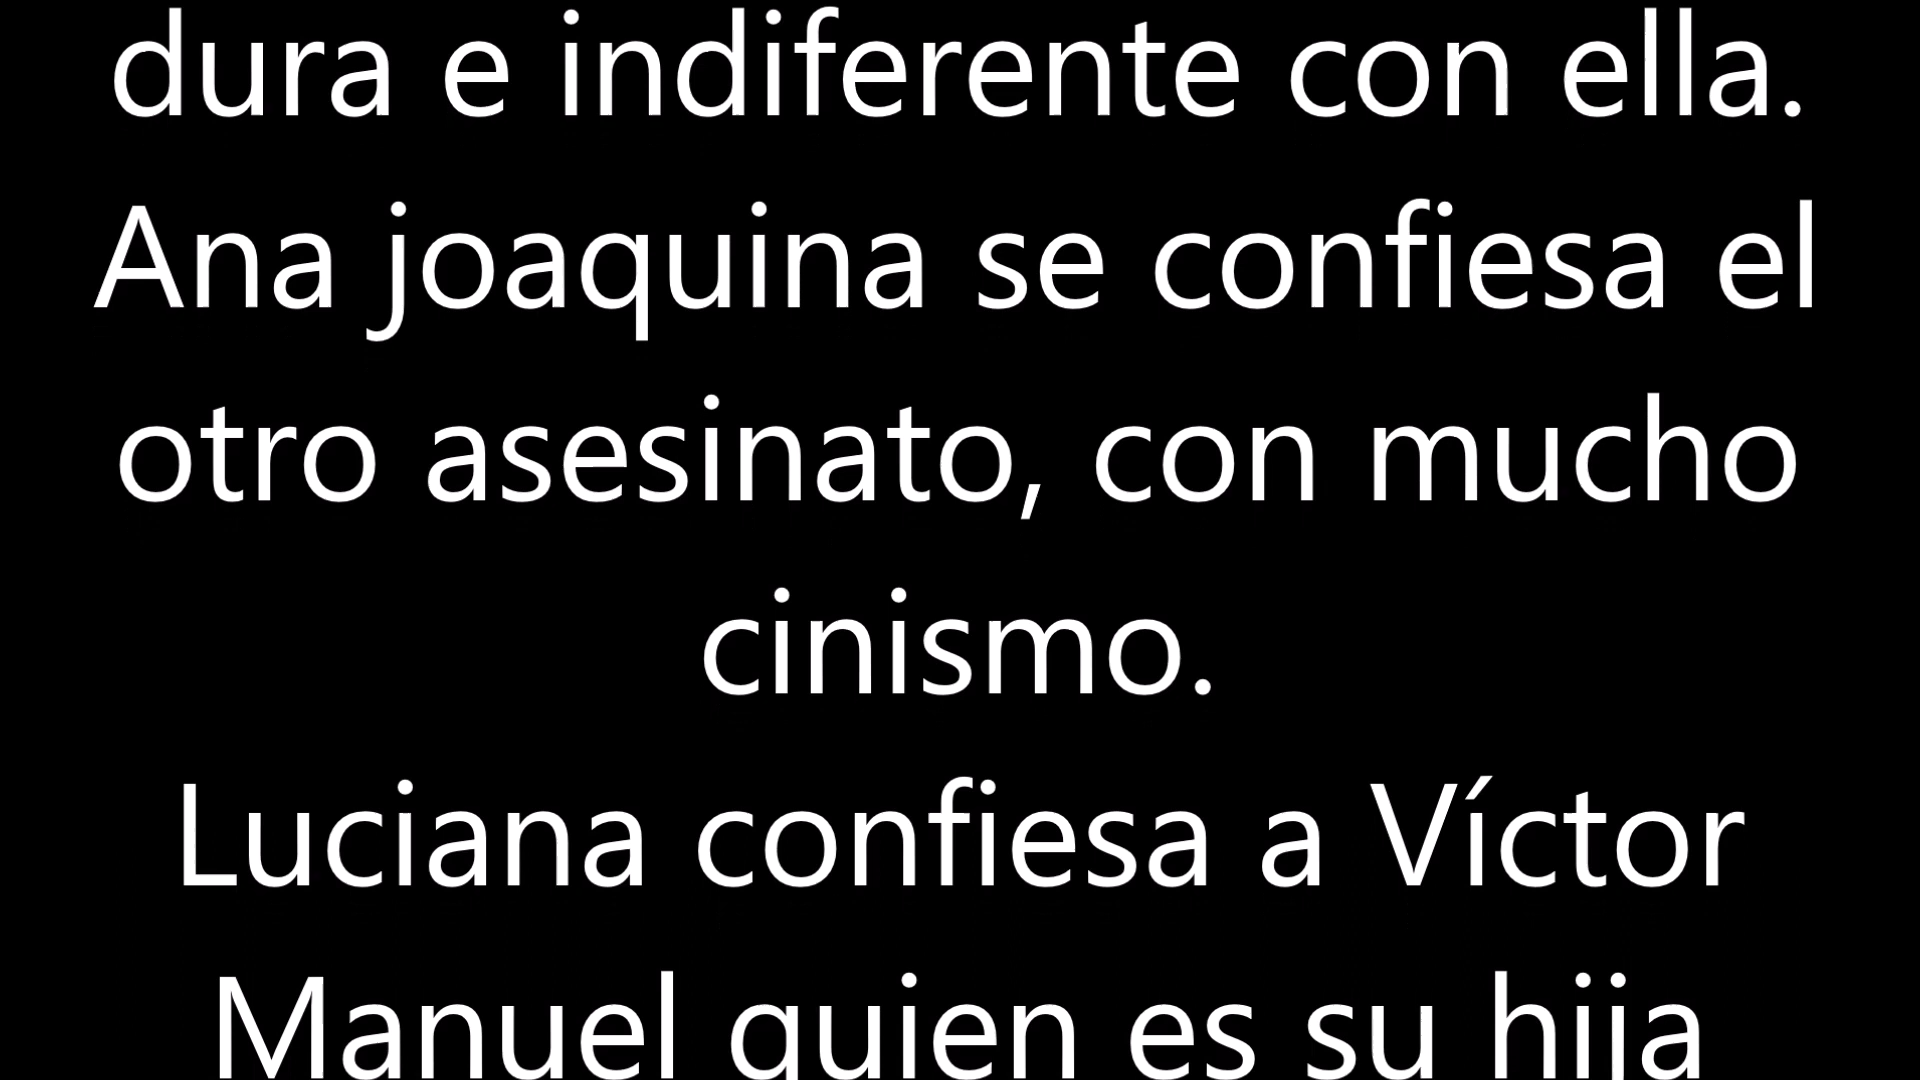 dura e indiferente con ella.
Ana joaquina se confiesa el
otro asesinato, con mucho
cinismo.
Luciana confiesa a Víctor
Manuel quien es su hija